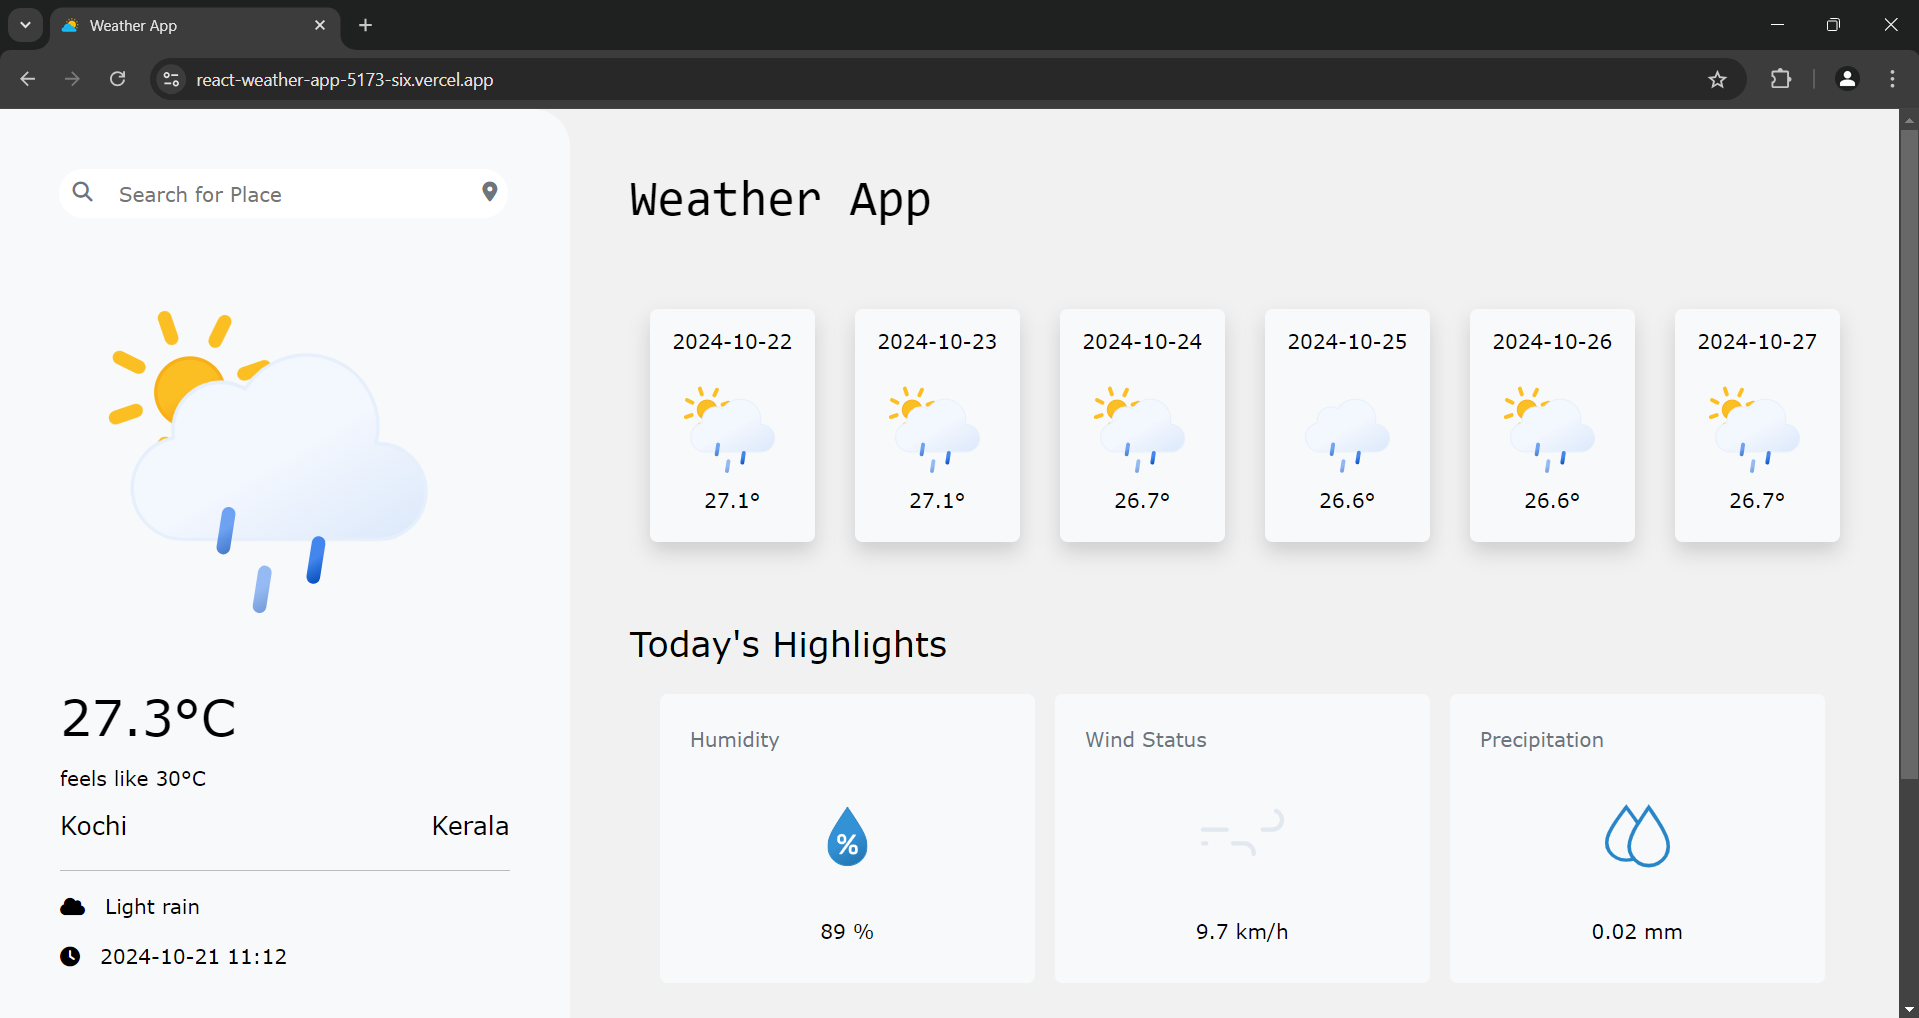 Weather App
react-weather-app-5173-six.vercel.app
Search for Place
27.3°C
feels like 30°C
Kochi Kerala
Light rain
2024-10-21 11:12
Weather App
2024-10-22 2024-10-23 2024-10-24 2024-10-25 2024-10-26 2024-10-27
27.1° 27.1° 26.7° 26.6° 26.6° 26.7°
Today's Highlights
Humidity Wind Status Precipitation
%
89 % 9.7 km/h 0.02 mm